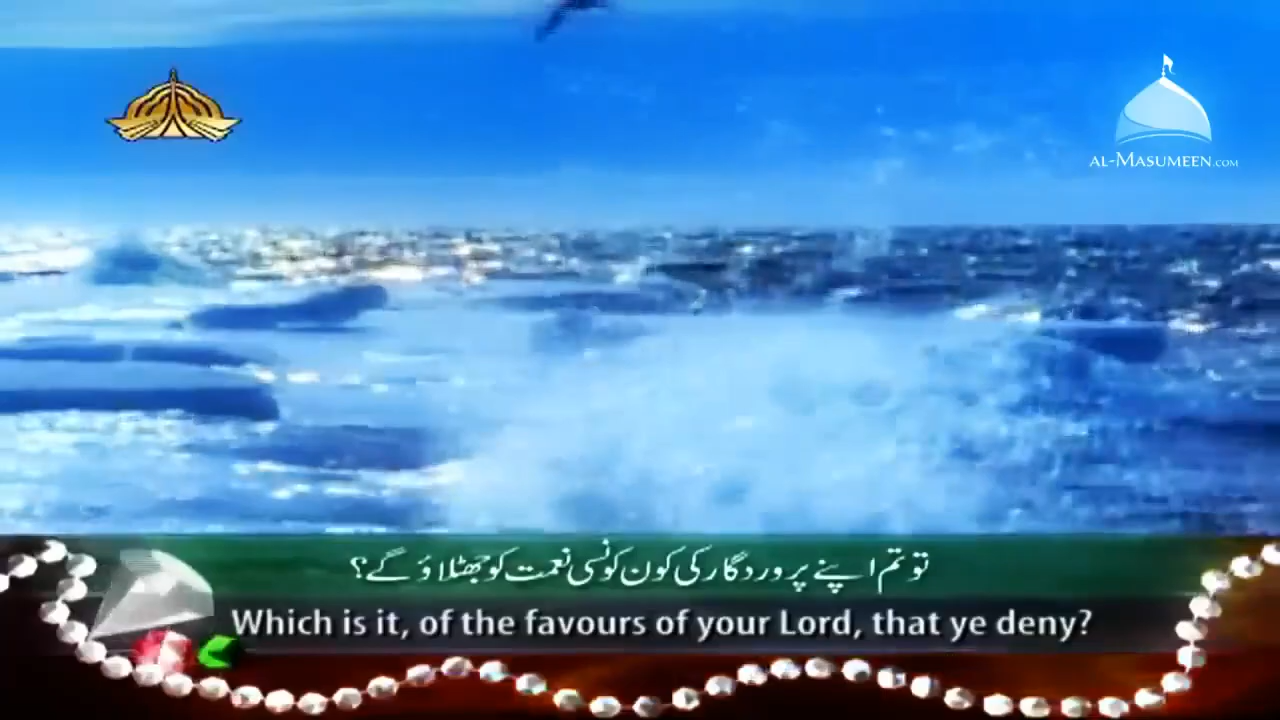 AL-MASUMEEN.COM
تو تم اپنے پروردگار کی کون کونسی نعمت کو جھٹلاؤ گے؟
Which is it, of the favours of your Lord, that ye deny?